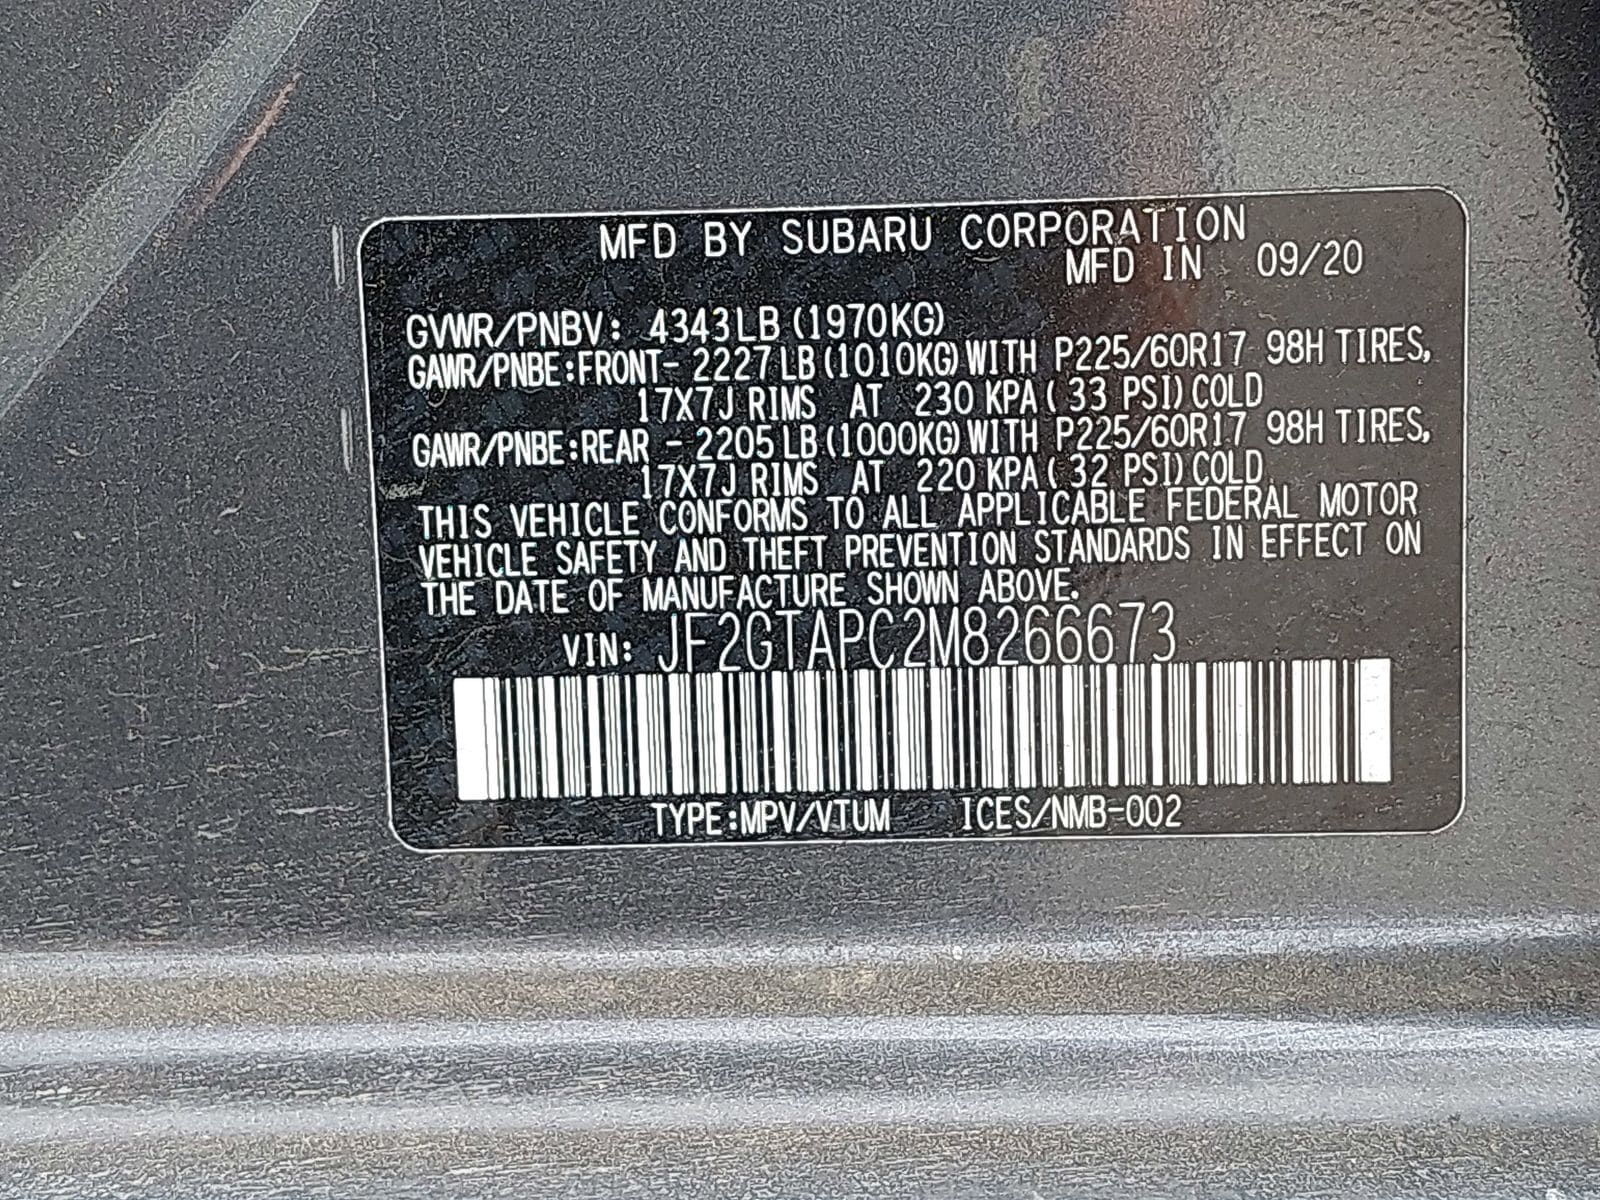 MFD BY SUBARU CORPORATION
MFD IN 09/20
GVWR/PNBV: 4343LB (1970KG)
GAWR/PNBE:FRONT- 2227LB(1010KG)WITH P225/60R17 98H TIRES,
17X7J RIMS AT 230 KPA( 33 PSI)COLD
GAWR/PNBE:REAR - 2205LB(1000KG)WITH P225/60R17 98H TIRES,
17X7J RIMS AT 220 KPA( 32 PSI)COLD
THIS VEHICLE CONFORMS TO ALL APPLICABLE FEDERAL MOTOR
VEHICLE SAFETY AND THEFT PREVENTION STANDARDS IN EFFECT ON
THE DATE OF MANUFACTURE SHOWN ABOVE.
VIN: JF2GTAPC2M8266673
TYPE:MPV/VTUM ICES/NMB-002